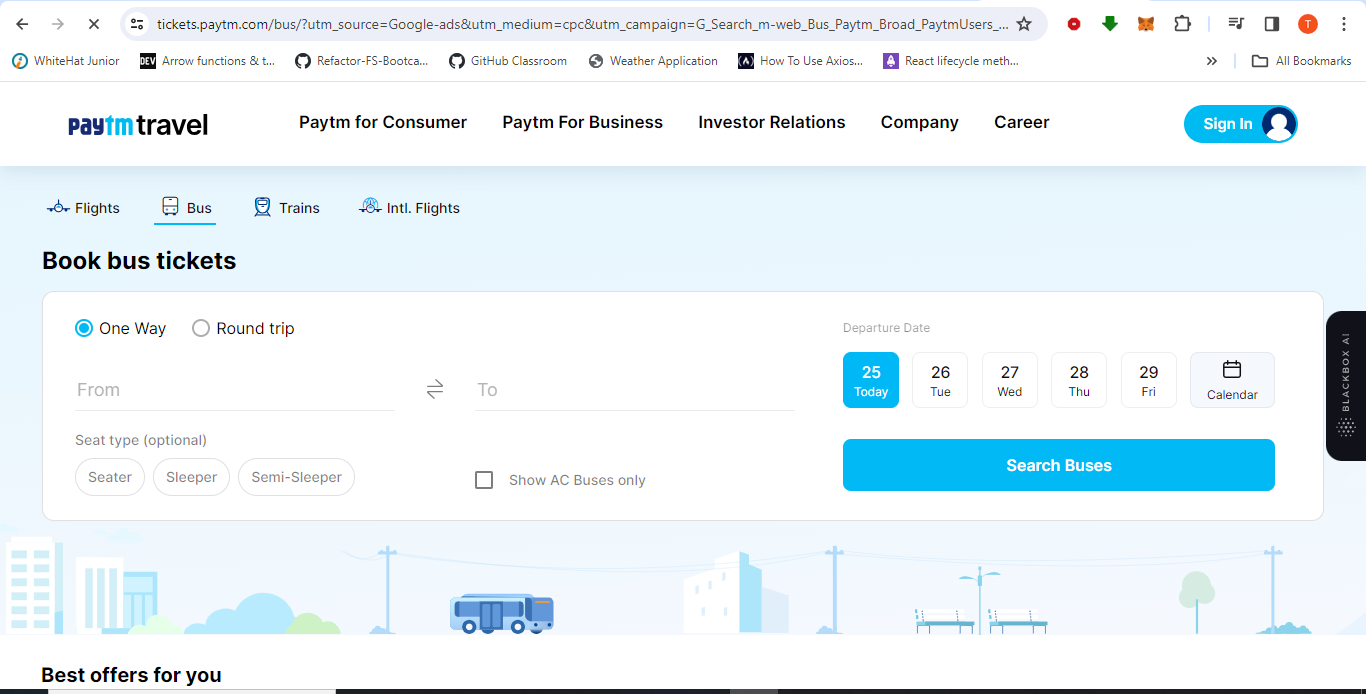 tickets.paytm.com/bus/?utm_source=Google-ads&utm_medium=cpc&utm_campaign=G_Search_m-web_Bus_Paytm_Broad_PaytmUsers_...
T
WhiteHat Junior
DEV Arrow functions & t...
Refactor-FS-Bootca...
GitHub Classroom
Weather Application
How To Use Axios...
React lifecycle meth...
All Bookmarks
paytm travel
Paytm for Consumer
Paytm For Business
Investor Relations
Company
Career
Sign In
Flights
Bus
Trains
Intl. Flights
Book bus tickets
One Way
Round trip
From
To
Seat type (optional)
Seater
Sleeper
Semi-Sleeper
Show AC Buses only
Departure Date
25
Today
26
Tue
27
Wed
28
Thu
29
Fri
Calendar
Search Buses
BLACKBOX AI
Best offers for you